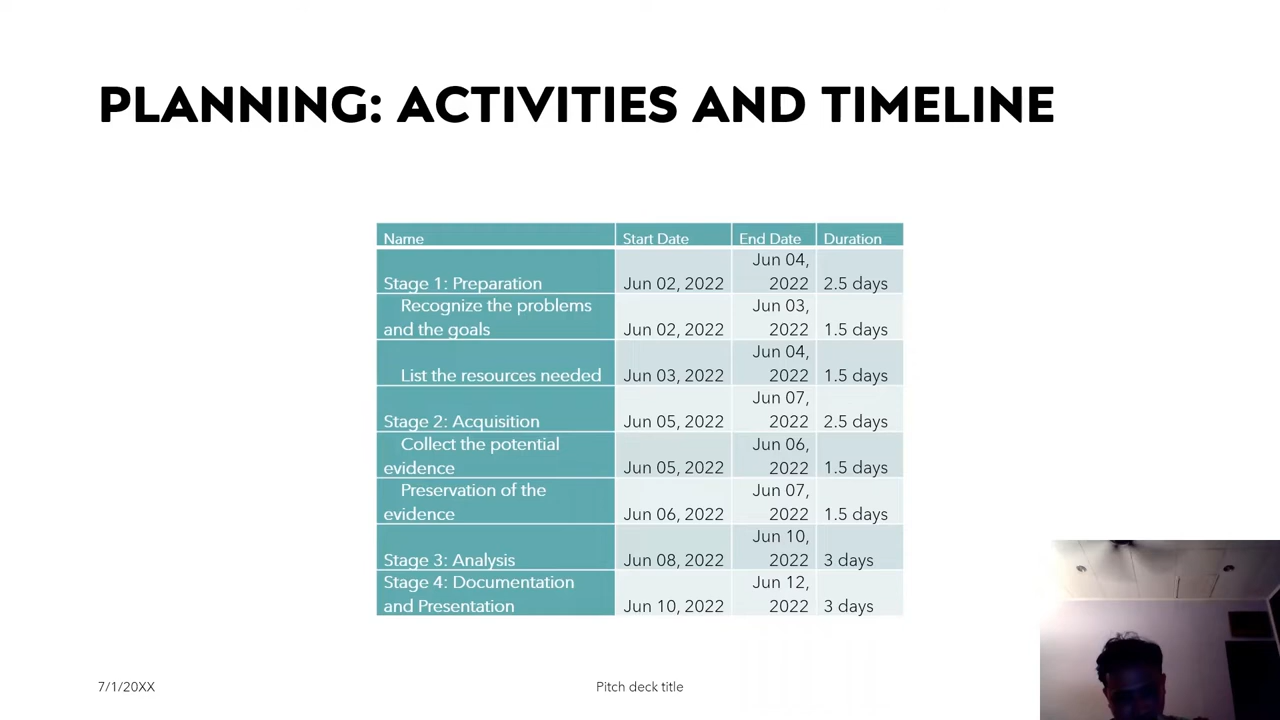 PLANNING: ACTIVITIES AND TIMELINE
Name Start Date End Date Duration
Stage 1: Preparation Jun 02, 2022 Jun 04, 2022 2.5 days
Recognize the problems and the goals Jun 02, 2022 Jun 03, 2022 1.5 days
List the resources needed Jun 03, 2022 Jun 04, 2022 1.5 days
Stage 2: Acquisition Jun 05, 2022 Jun 07, 2022 2.5 days
Collect the potential evidence Jun 05, 2022 Jun 06, 2022 1.5 days
Preservation of the evidence Jun 06, 2022 Jun 07, 2022 1.5 days
Stage 3: Analysis Jun 08, 2022 Jun 10, 2022 3 days
Stage 4: Documentation and Presentation Jun 10, 2022 Jun 12, 2022 3 days
7/1/20XX Pitch deck title